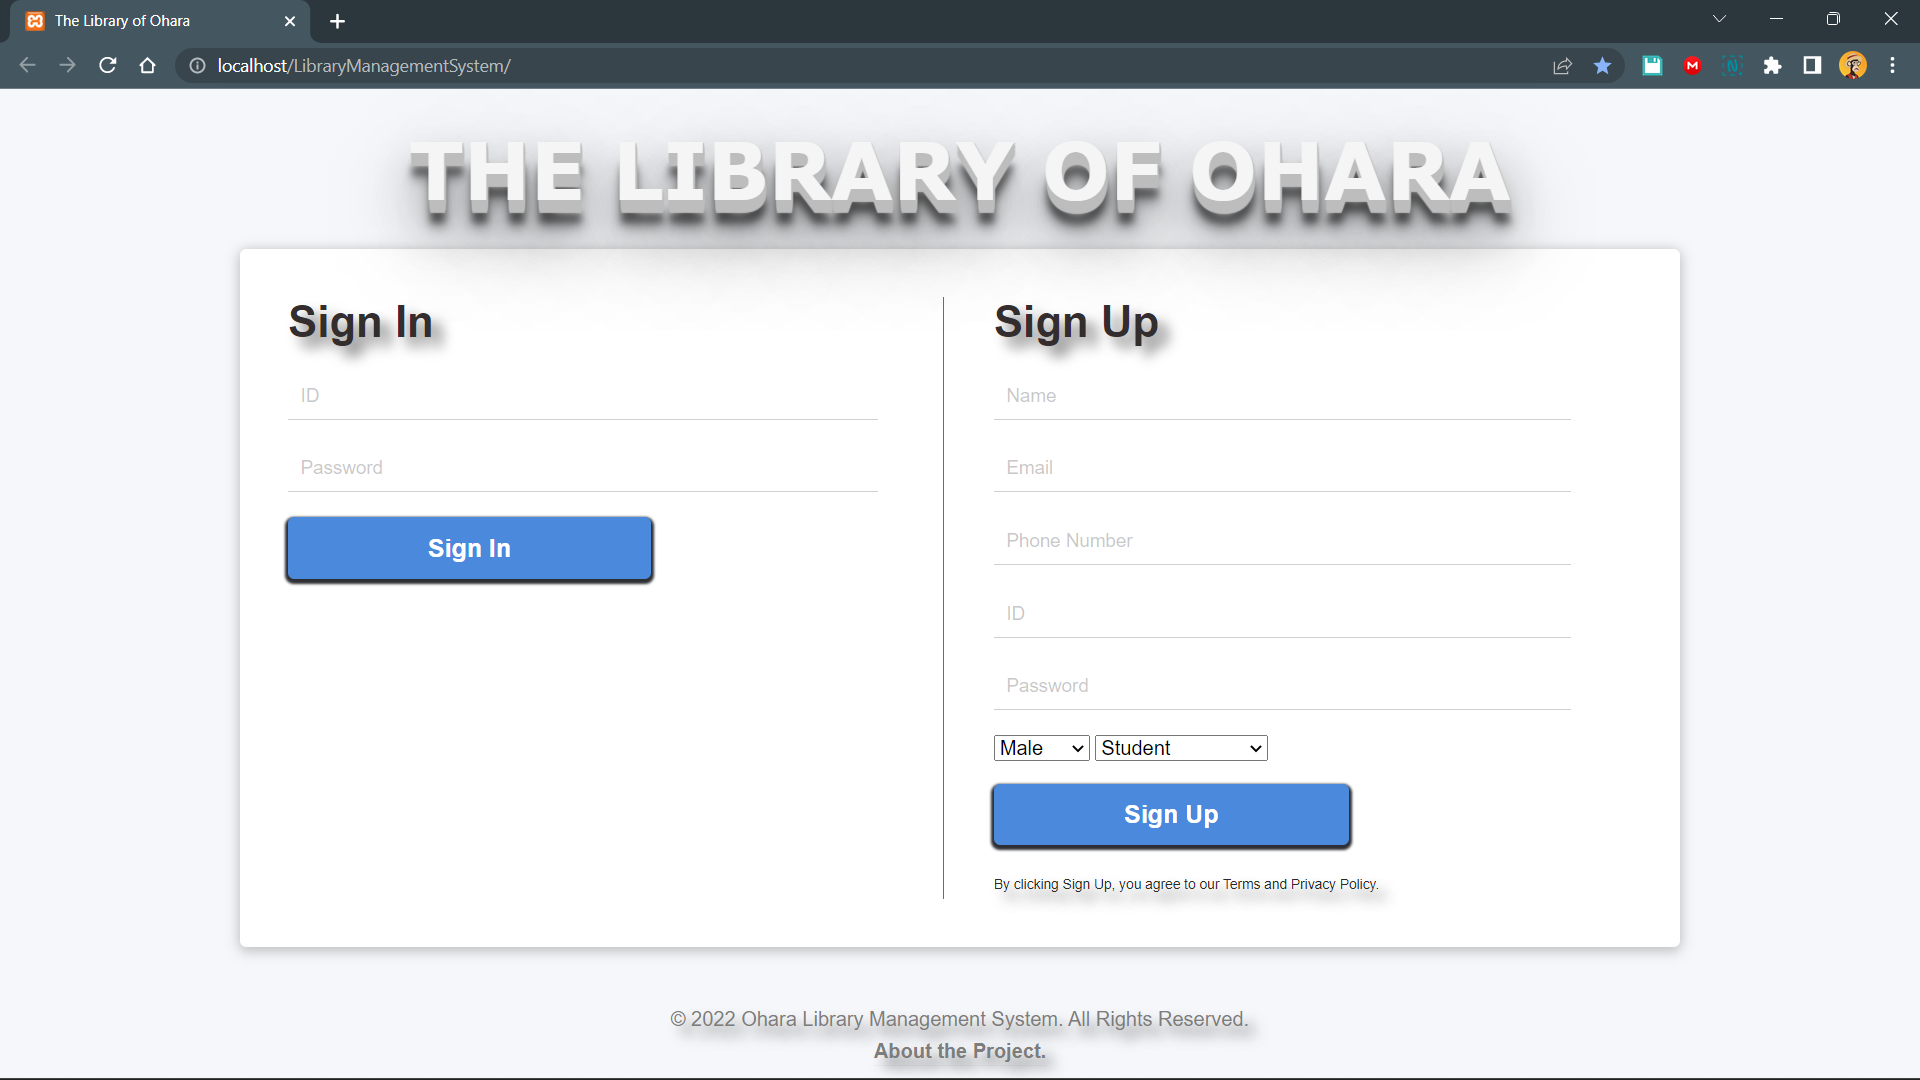 The Library of Ohara
localhost/LibraryManagementSystem/
THE LIBRARY OF OHARA
Sign In
ID
Password
Sign In
Sign Up
Name
Email
Phone Number
ID
Password
Male Student
Sign Up
By clicking Sign Up, you agree to our Terms and Privacy Policy.
© 2022 Ohara Library Management System. All Rights Reserved.
About the Project.